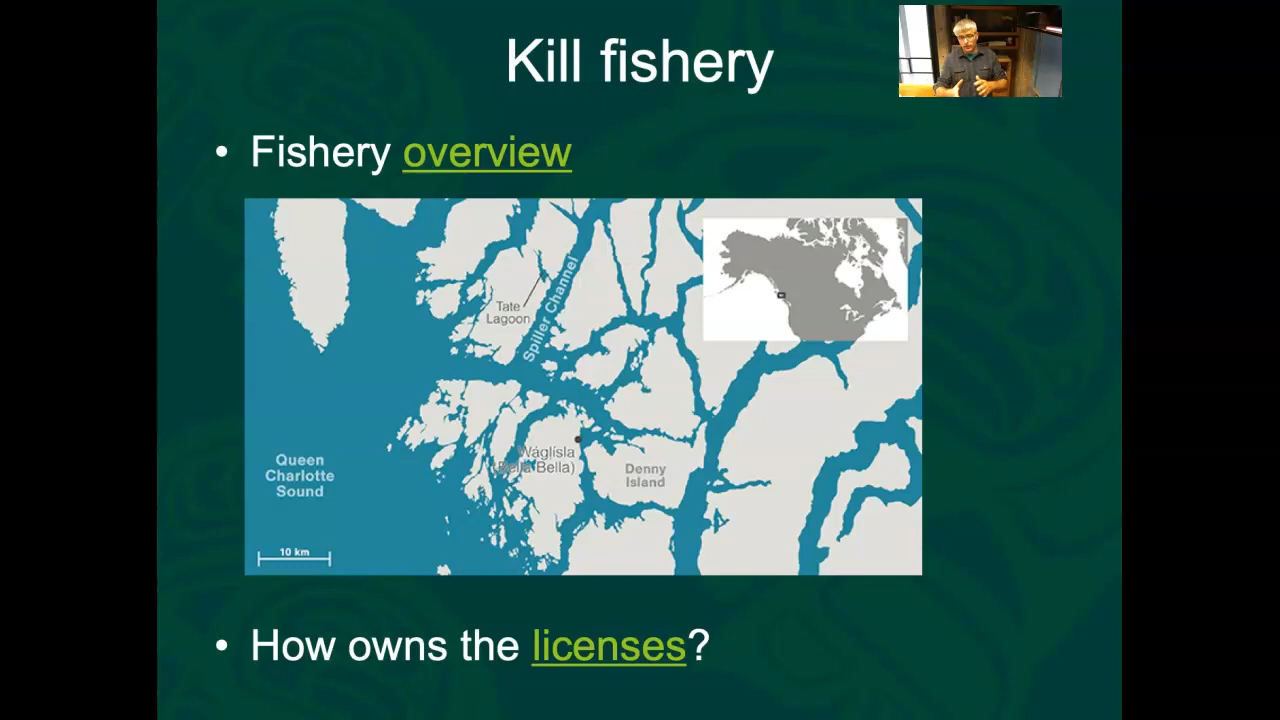 Kill fishery
• Fishery overview
Tate
Lagoon
Spiller Channel
Wáglísla
(Bella Bella)
Denny
Island
Queen
Charlotte
Sound
10 km
• How owns the licenses?